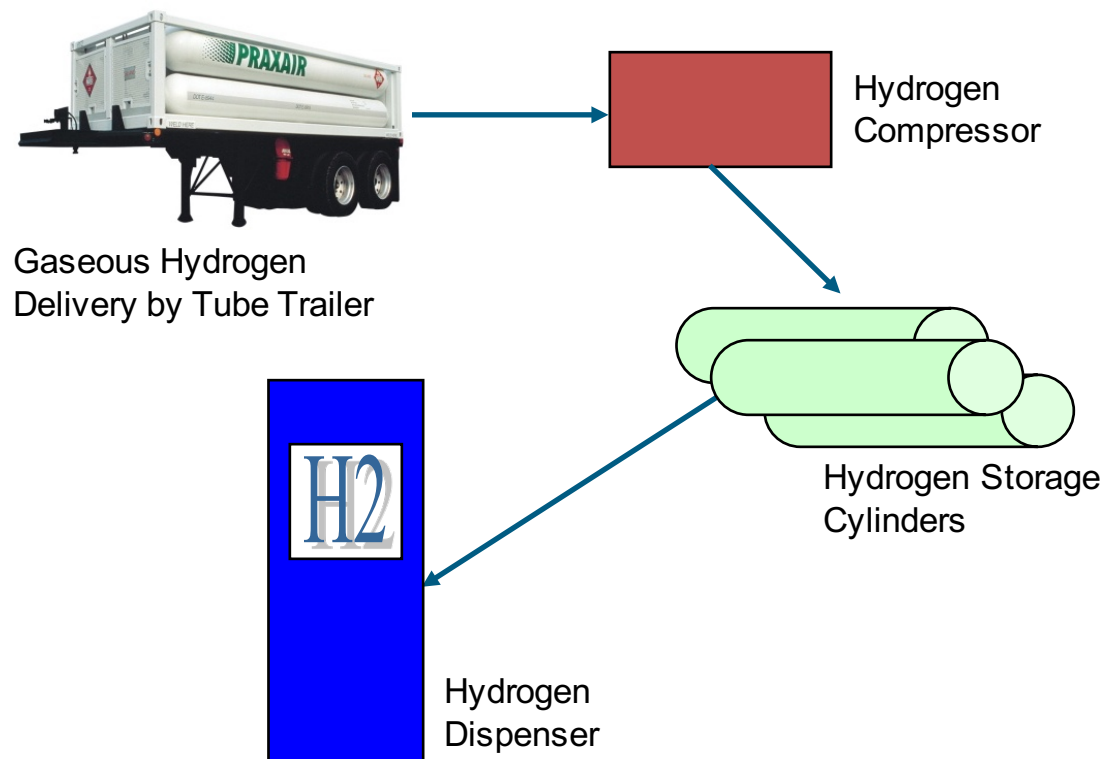 PRAXAIR
Gaseous Hydrogen
Delivery by Tube Trailer
Hydrogen
Compressor
Hydrogen Storage
Cylinders
H2
Hydrogen
Dispenser